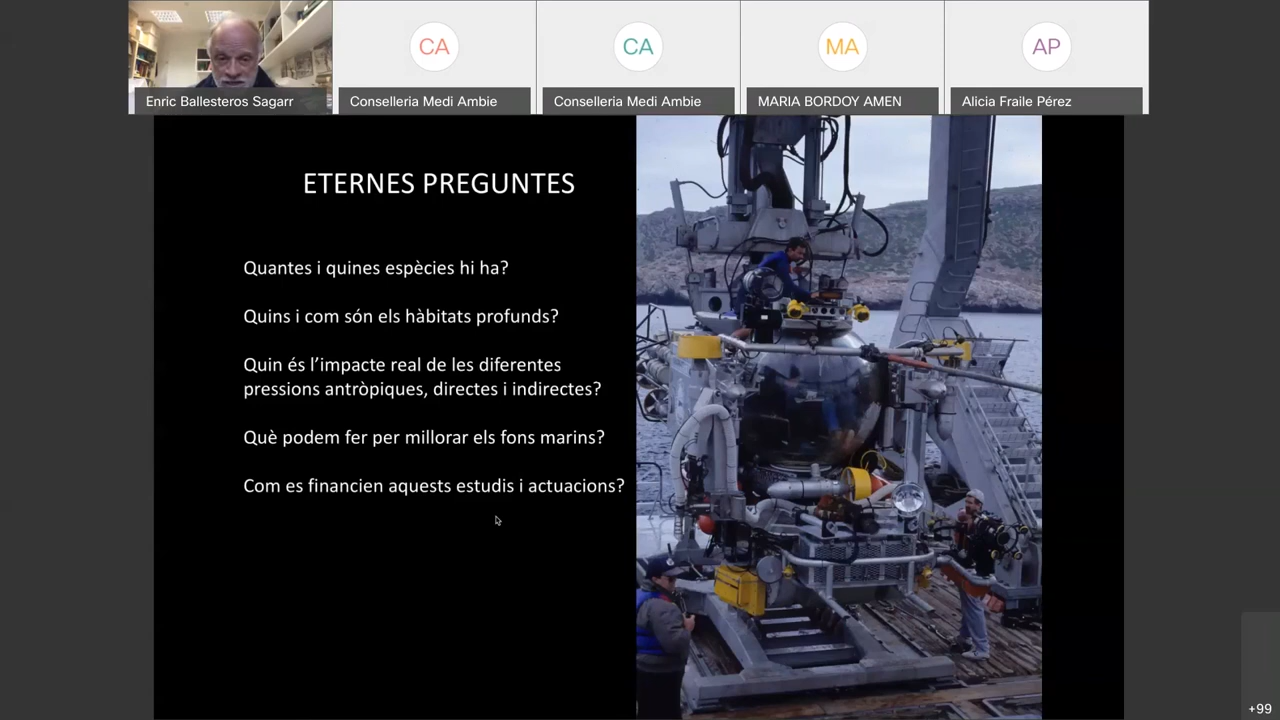 CA
CA
MA
AP
Enric Ballesteros Sagarr
Conselleria Medi Ambie
Conselleria Medi Ambie
MARIA BORDOY AMEN
Alicia Fraile Pérez
ETERNES PREGUNTES
Quantes i quines espècies hi ha?
Quins i com són els hàbitats profunds?
Quin és l’impacte real de les diferentes
pressions antròpiques, directes i indirectes?
Què podem fer per millorar els fons marins?
Com es financien aquests estudis i actuacions?
+99